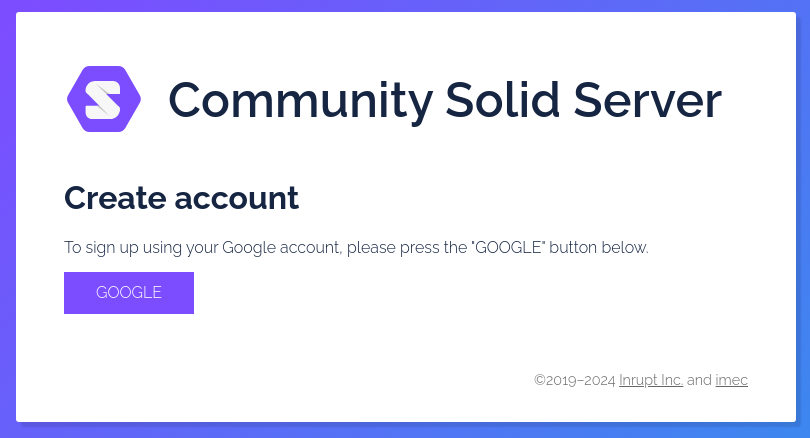 Community Solid Server
Create account
To sign up using your Google account, please press the "GOOGLE" button below.
GOOGLE
©2019–2024 Inrupt Inc. and imec